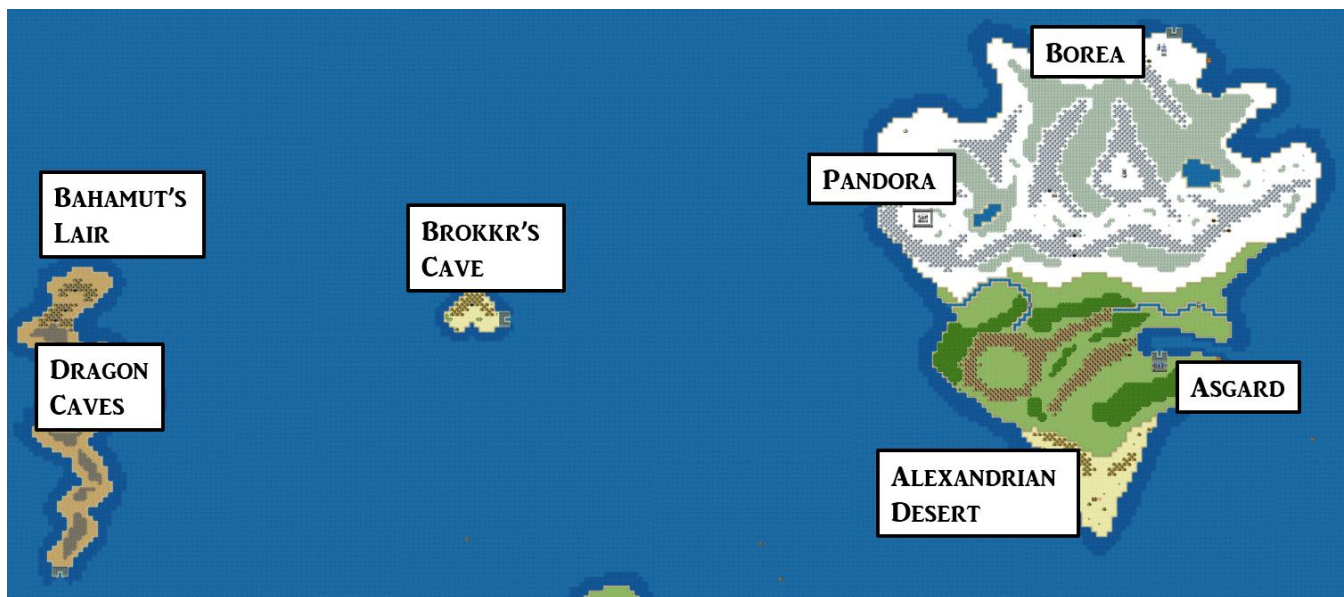 Borea
Pandora
Bahamut's
Lair
Brokkr's
Cave
Dragon
Caves
Asgard
Alexandrian
Desert